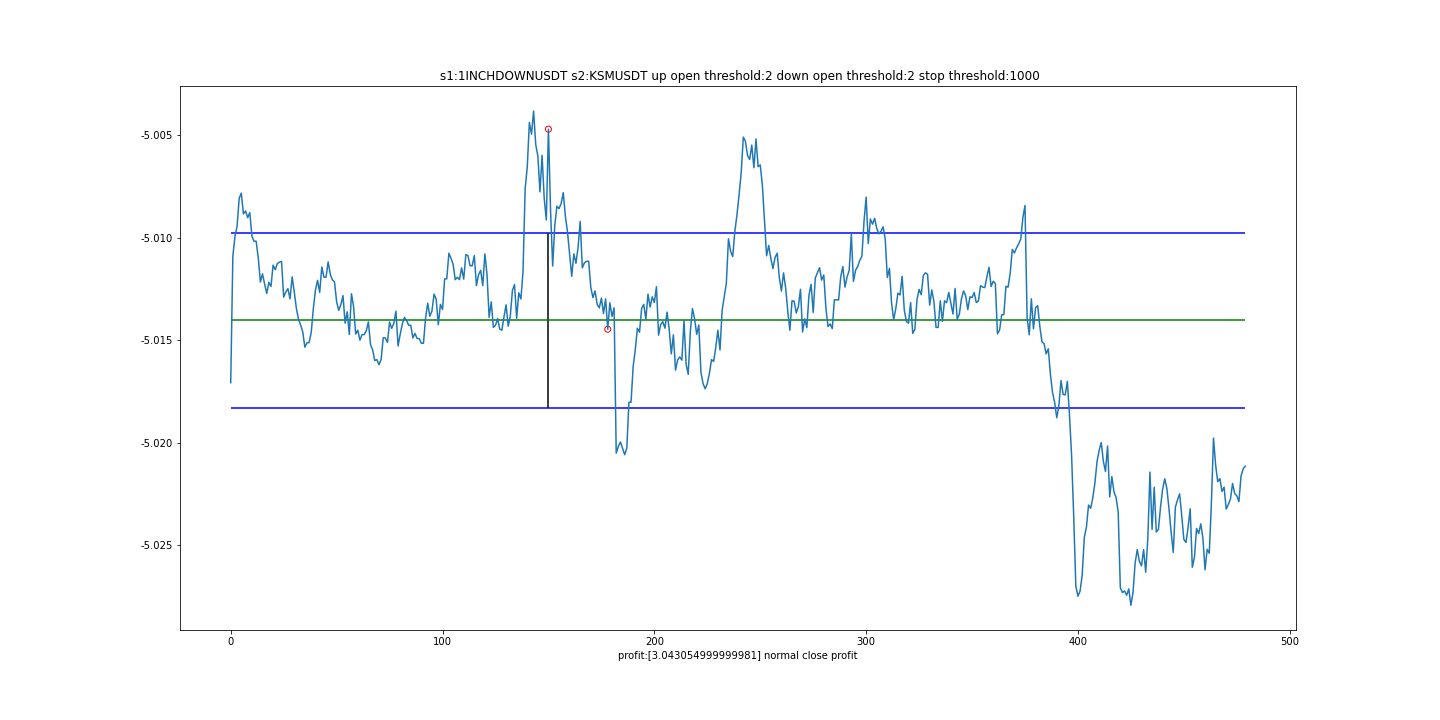 s1:1INCHDOWNUSDT s2:KSMUSDT up open threshold:2 down open threshold:2 stop threshold:1000
-5.005
-5.010
-5.015
-5.020
-5.025
0 100 200 300 400 500
profit:[3.043054999999981] normal close profit